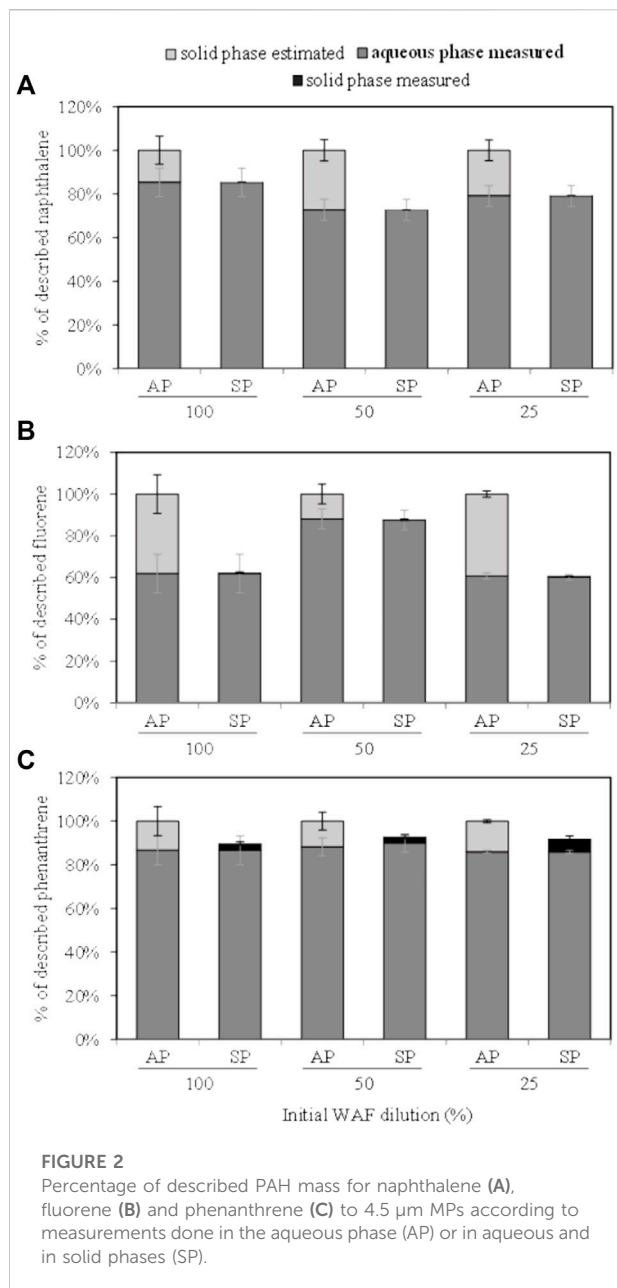 solid phase estimated aqueous phase measured
solid phase measured
A
120%
100%
80%
60%
40%
20%
0%
% of described naphthalene
AP SP AP SP AP SP
100 50 25
B
120%
100%
80%
60%
40%
20%
0%
% of described fluorene
AP SP AP SP AP SP
100 50 25
C
120%
100%
80%
60%
40%
20%
0%
% of described phenanthrene
AP SP AP SP AP SP
100 50 25
Initial WAF dilution (%)
FIGURE 2
Percentage of described PAH mass for naphthalene (A),
fluorene (B) and phenanthrene (C) to 4.5 µm MPs according to
measurements done in the aqueous phase (AP) or in aqueous and
in solid phases (SP).